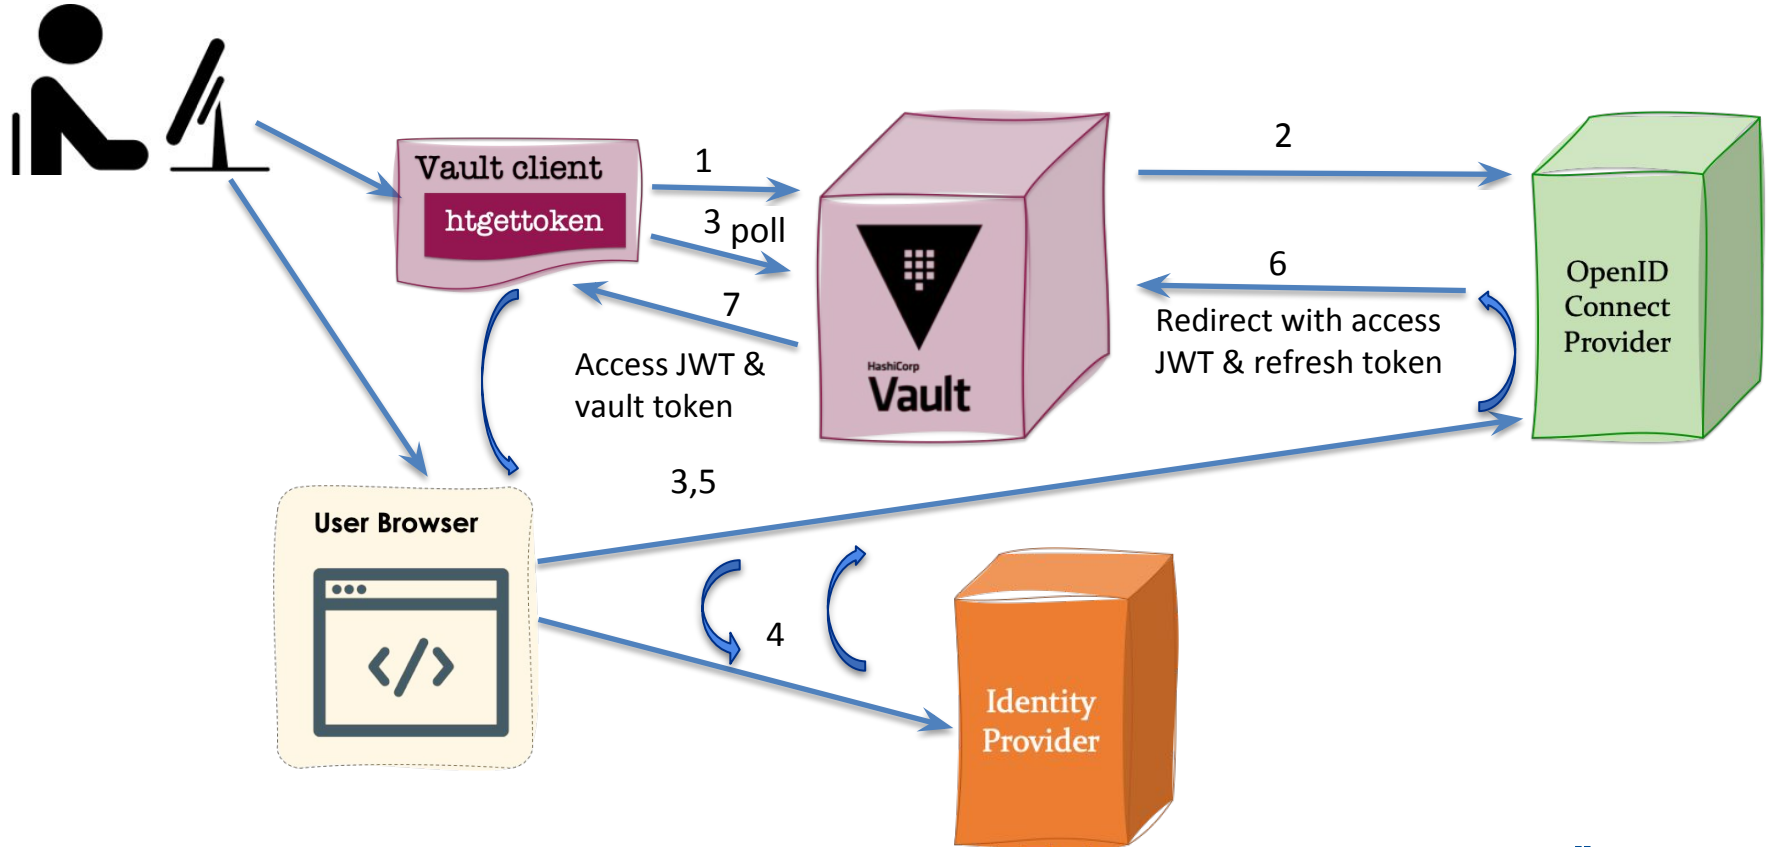 Vault client
htgettoken
1
3 poll
7
Access JWT &
vault token
HashiCorp
Vault
2
6
Redirect with access
JWT & refresh token
OpenID
Connect
Provider
3,5
User Browser
</>
4
Identity
Provider